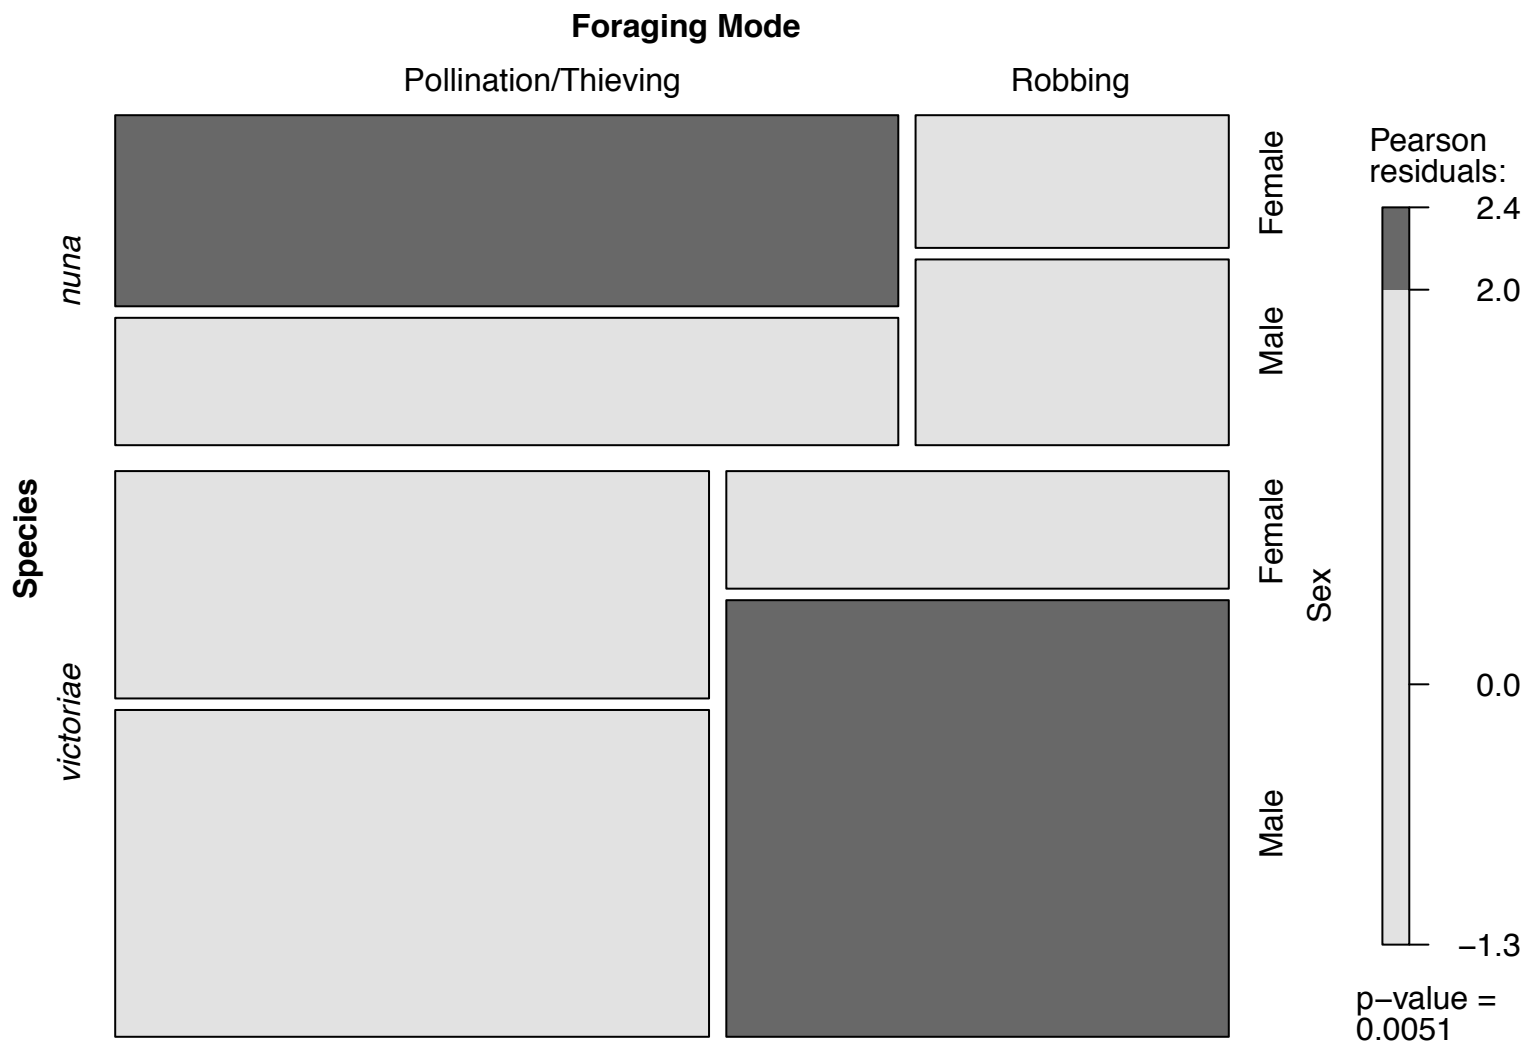 Foraging Mode
Pollination/Thieving
Robbing
Species
nuna
victoriae
Female
Male
Female
Male
Sex
Pearson
residuals:
2.4
2.0
0.0
−1.3
p−value =
0.0051